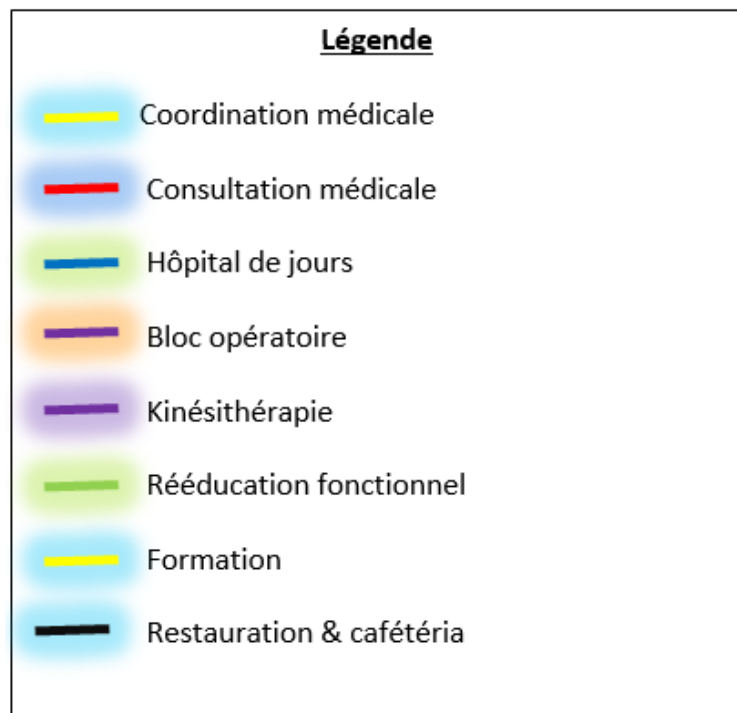 Légende
Coordination médicale
Consultation médicale
Hôpital de jours
Bloc opératoire
Kinésithérapie
Rééducation fonctionnel
Formation
Restauration & cafétéria